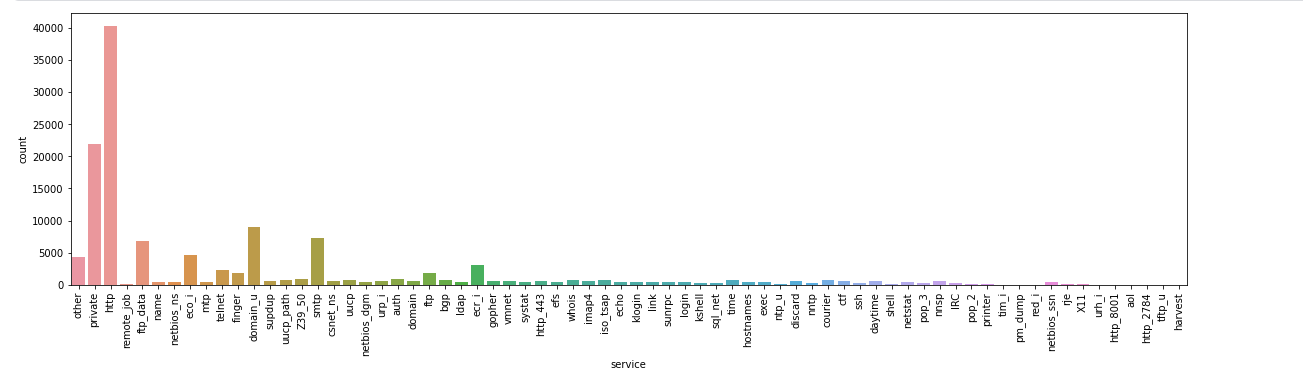 40000
35000
30000
25000
20000
15000
10000
5000
0
count
other
private
http
remote_job
ftp_data
name
netbios_ns
eco_i
mtp
telnet
finger
domain_u
supdup
uucp_path
Z39_50
smtp
csnet_ns
uucp
netbios_dgm
urp_i
auth
domain
ftp
bgp
ldap
ecr_i
gopher
vmnet
systat
http_443
efs
whois
imap4
iso_tsap
echo
klogin
link
sunrpc
login
kshell
sql_net
time
hostnames
exec
ntp_u
discard
nntp
courier
ctf
ssh
daytime
shell
netstat
pop_3
nnsp
IRC
pop_2
printer
tim_i
pm_dump
red_i
netbios_ssn
rje
X11
urh_i
http_8001
aol
http_2784
tftp_u
harvest
service